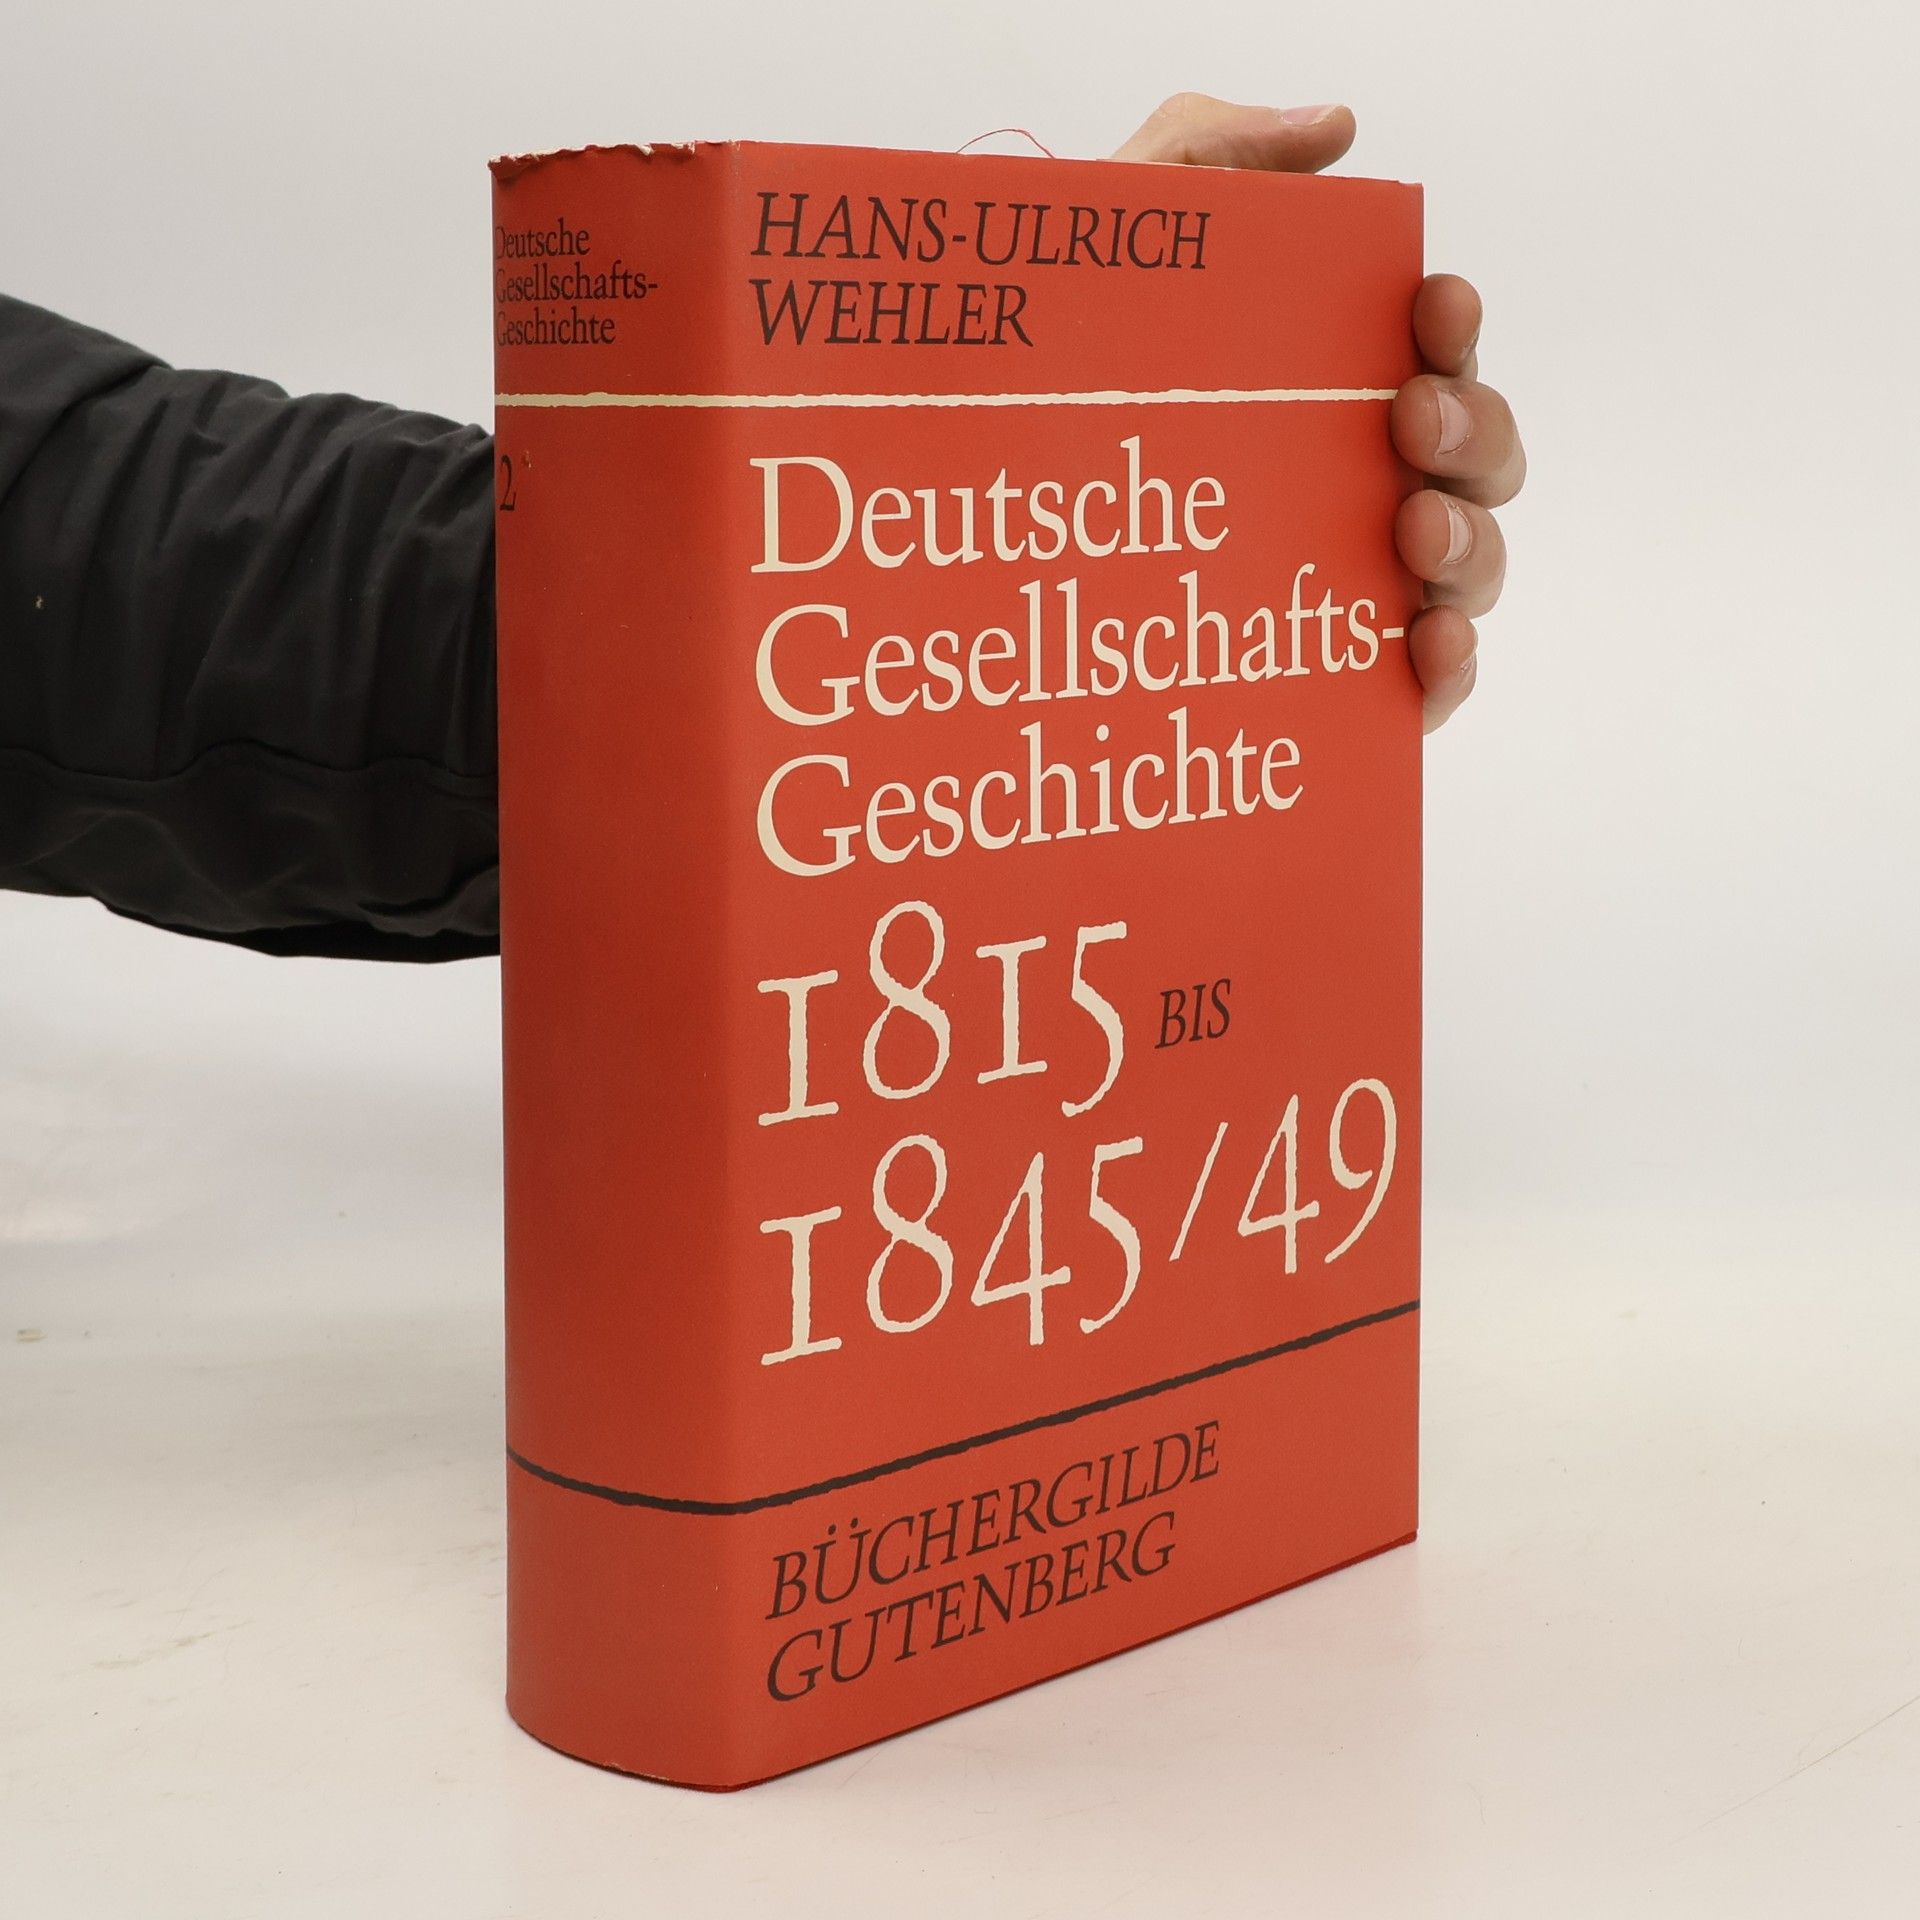 Deutsche
Gesellschafts-
Geschichte
2
HANS-ULRICH
WEHLER
Deutsche
Gesellschafts-
Geschichte
1815 BIS
1845/49
BÜCHERGILDE
GUTENBERG